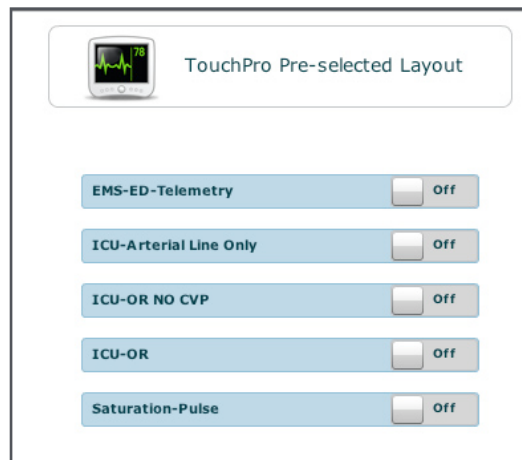 78
TouchPro Pre-selected Layout
EMS-ED-Telemetry Off
ICU-Arterial Line Only Off
ICU-OR NO CVP Off
ICU-OR Off
Saturation-Pulse Off